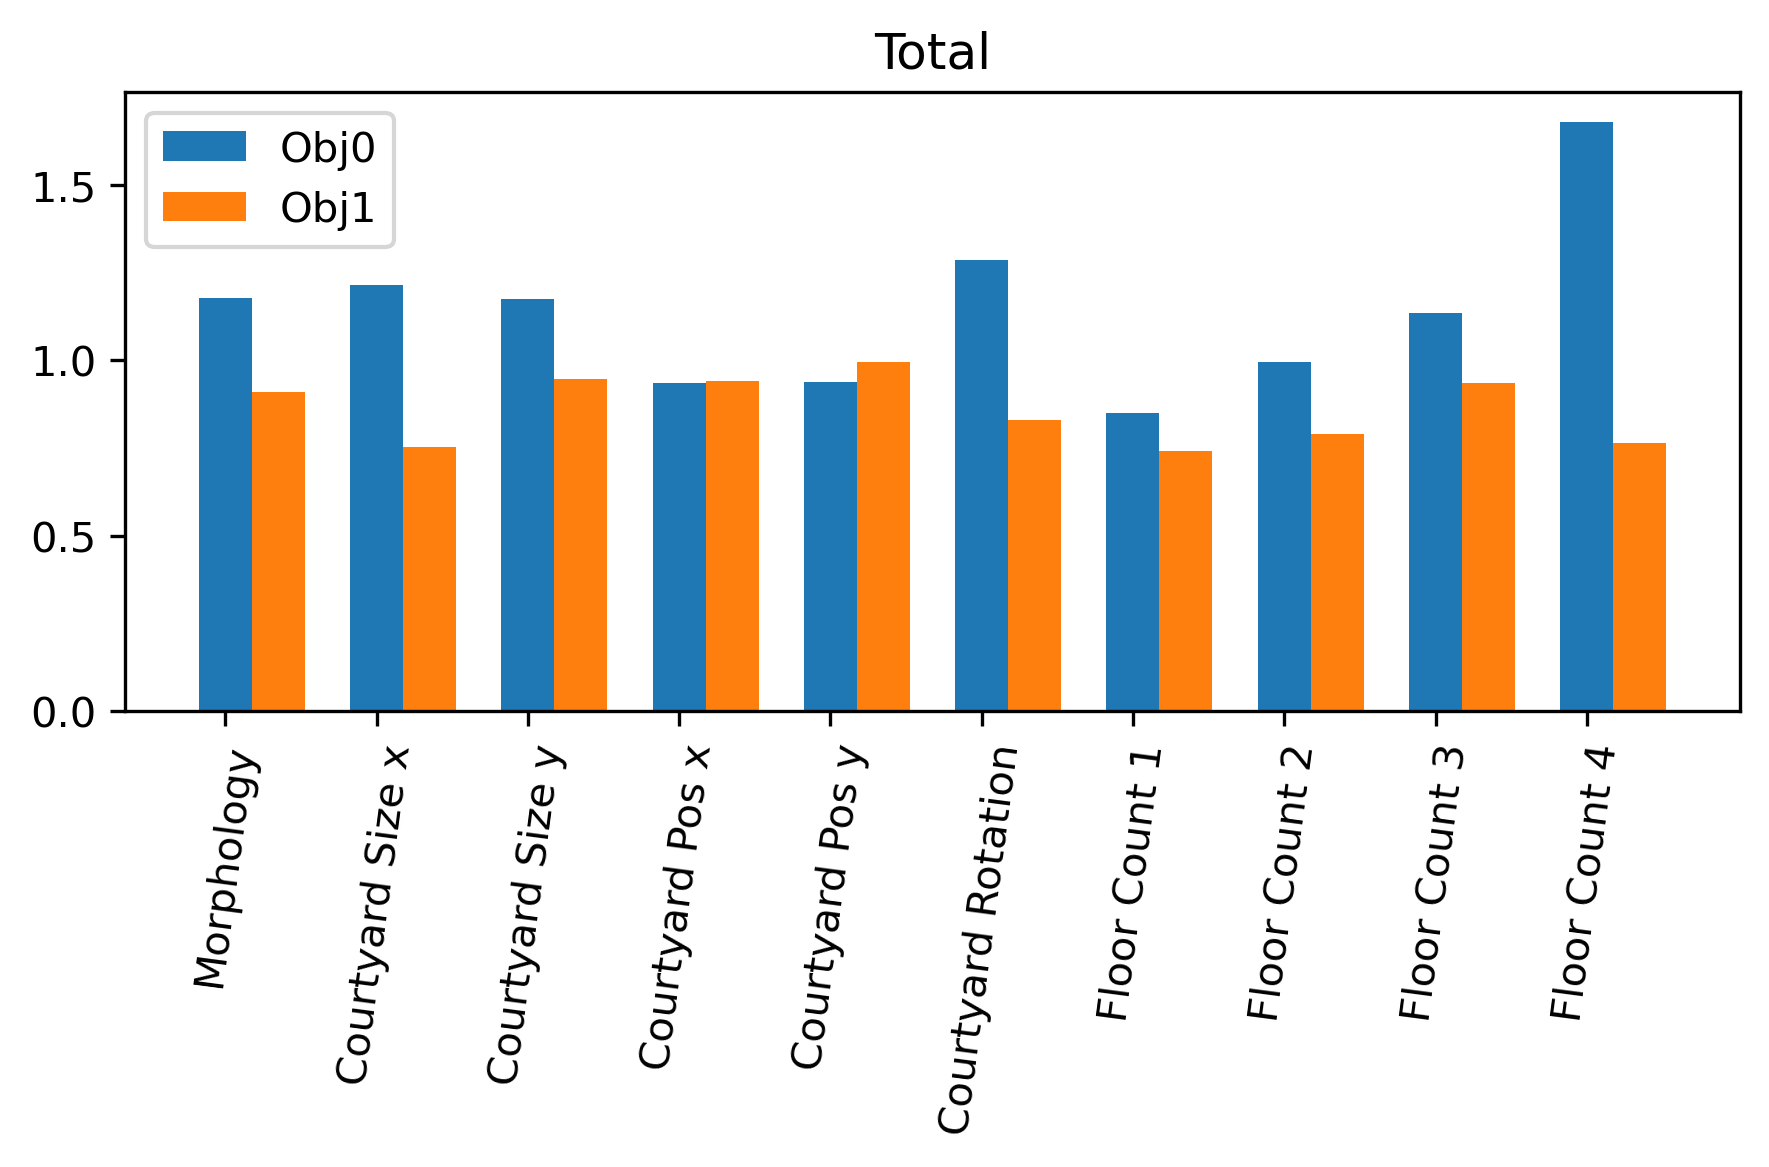 Total
Obj0
Obj1
1.5
1.0
0.5
0.0
Morphology
Courtyard Size x
Courtyard Size y
Courtyard Pos x
Courtyard Pos y
Courtyard Rotation
Floor Count 1
Floor Count 2
Floor Count 3
Floor Count 4